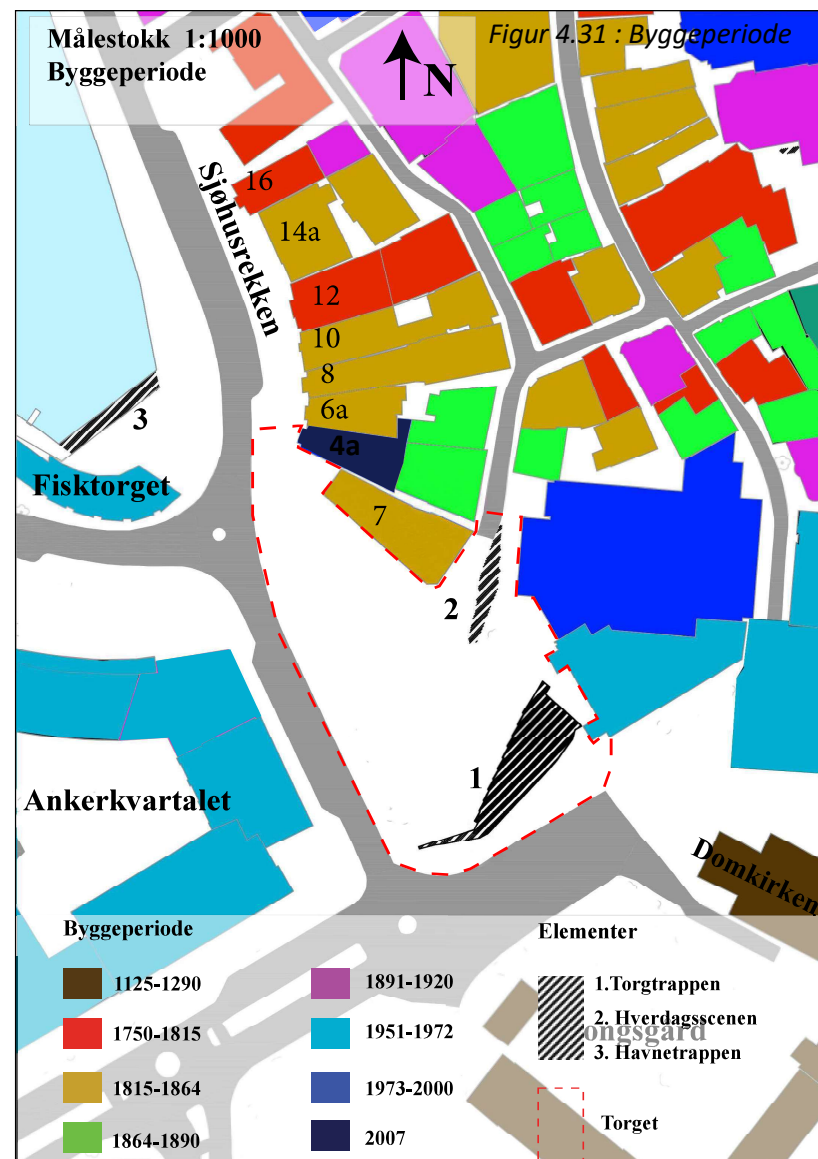 Målestokk 1:1000
Byggeperiode
N
Figur 4.31 : Byggeperiode
Sjøhusrekken
16
14a
12
10
8
6a
4a
7
3
Fisktorget
2
1
Ankerkvartalet
Domkirken
Byggeperiode
1125-1290
1750-1815
1815-1864
1864-1890
1891-1920
1951-1972
1973-2000
2007
Elementer
1.Torgtrappen
2. Hverdagsscenen
ongsgård
3. Havnetrappen
Torget